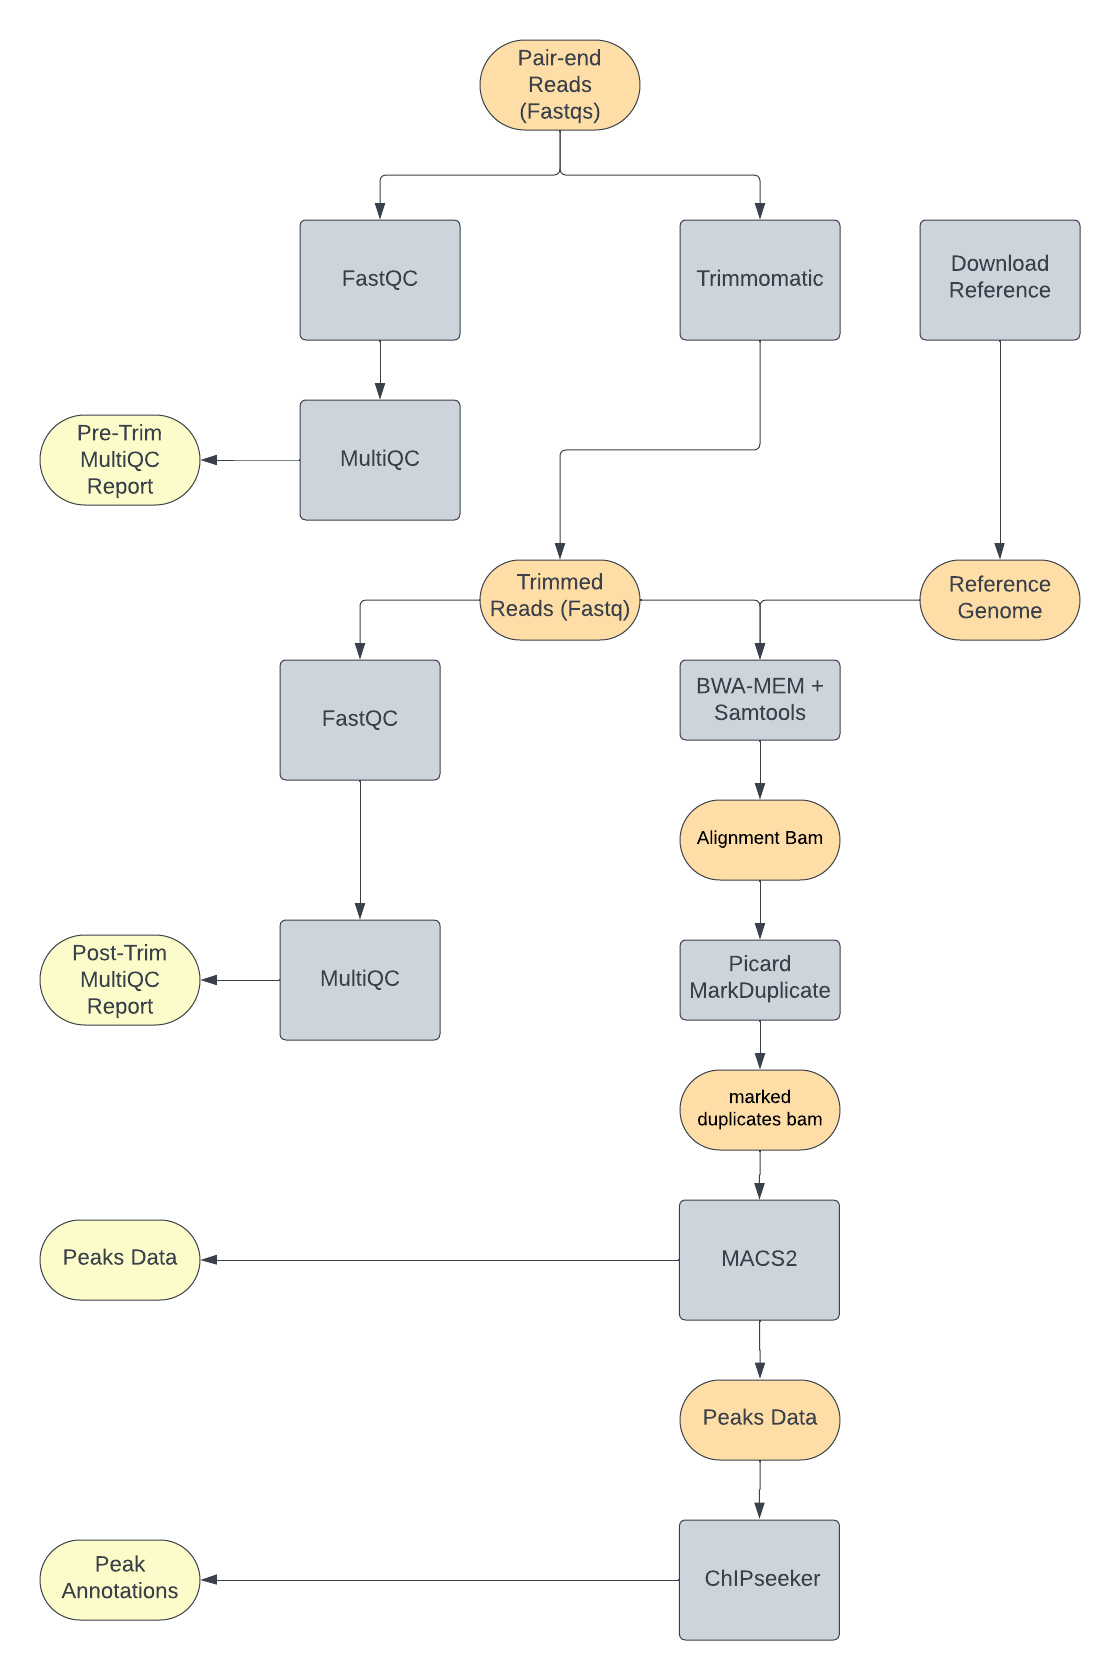 Pair-end
Reads
(Fastqs)
FastQC
Trimmomatic
Download
Reference
Pre-Trim
MultiQC
Report
MultiQC
Trimmed
Reads (Fastq)
Reference
Genome
FastQC
BWA-MEM +
Samtools
Alignment Bam
Post-Trim
MultiQC
Report
MultiQC
Picard
MarkDuplicate
marked
duplicates bam
Peaks Data
MACS2
Peaks Data
Peak
Annotations
ChIPseeker